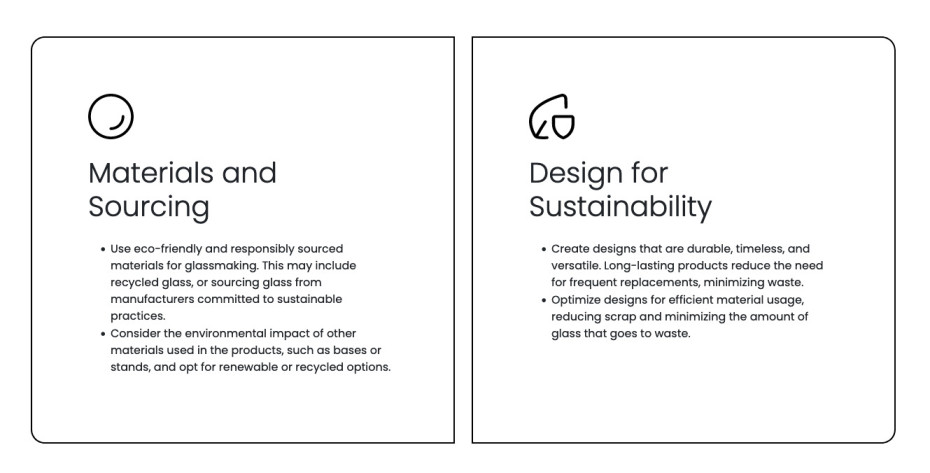 Materials and
Sourcing
• Use eco-friendly and responsibly sourced
materials for glassmaking. This may include
recycled glass, or sourcing glass from
manufacturers committed to sustainable
practices.
• Consider the environmental impact of other
materials used in the products, such as bases or
stands, and opt for renewable or recycled options.
Design for
Sustainability
• Create designs that are durable, timeless, and
versatile. Long-lasting products reduce the need
for frequent replacements, minimizing waste.
• Optimize designs for efficient material usage,
reducing scrap and minimizing the amount of
glass that goes to waste.